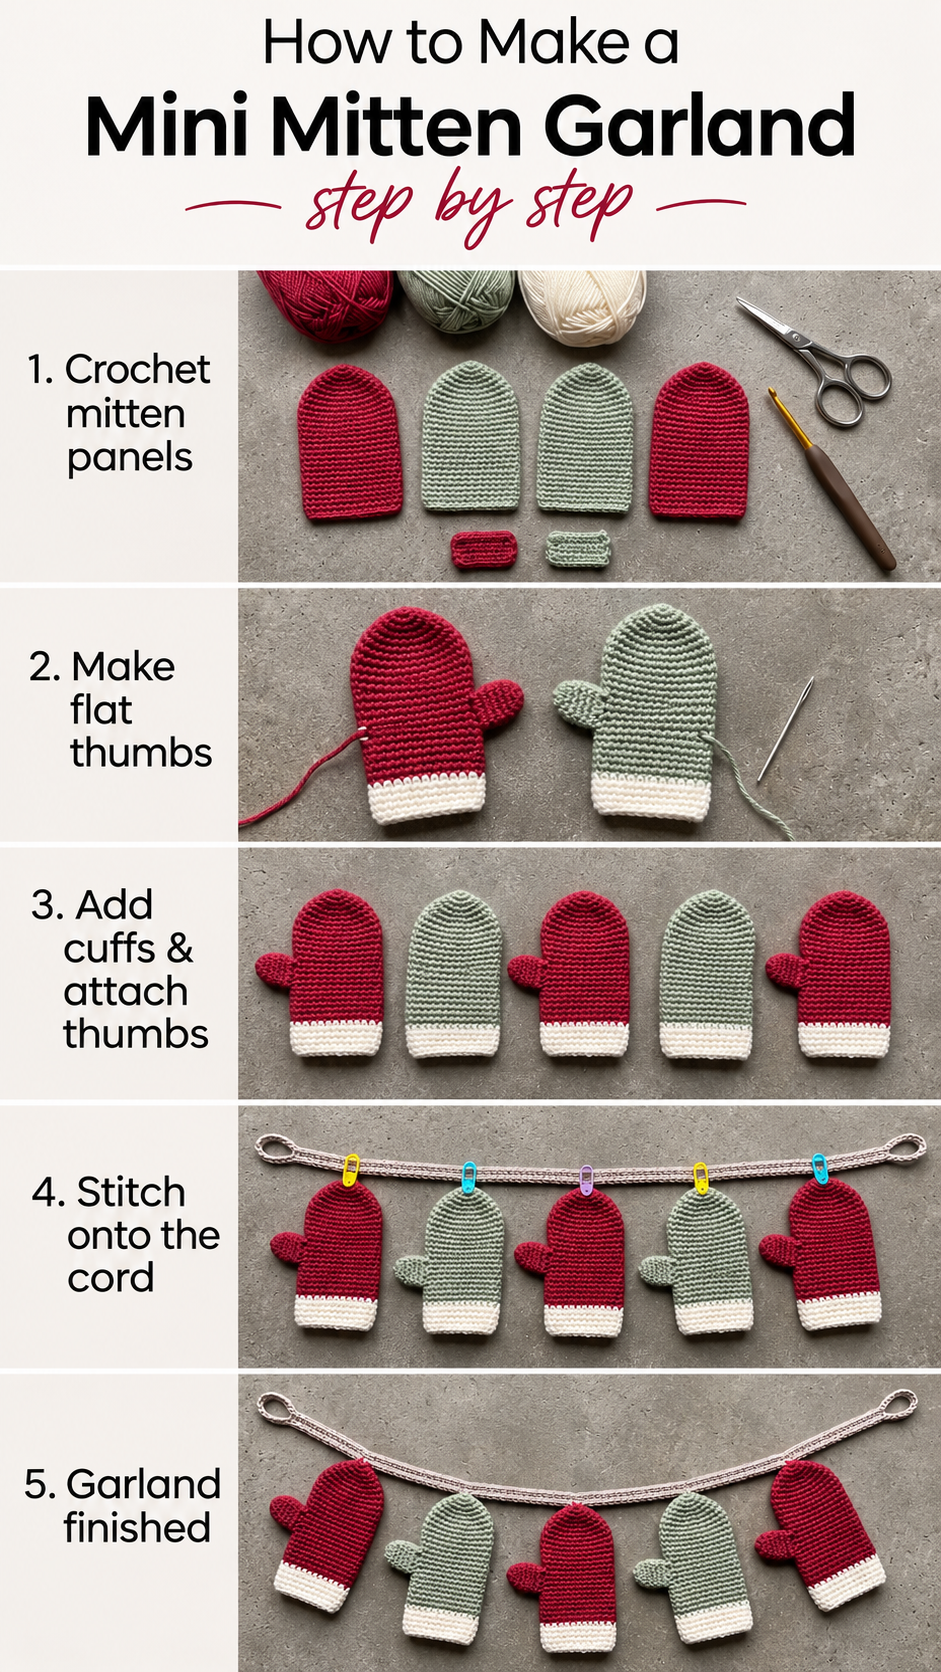 How to Make a
Mini Mitten Garland
step by step
1. Crochet
mitten
panels
2. Make
flat
thumbs
3. Add
cuffs &
attach
thumbs
4. Stitch
onto the
cord
5. Garland
finished